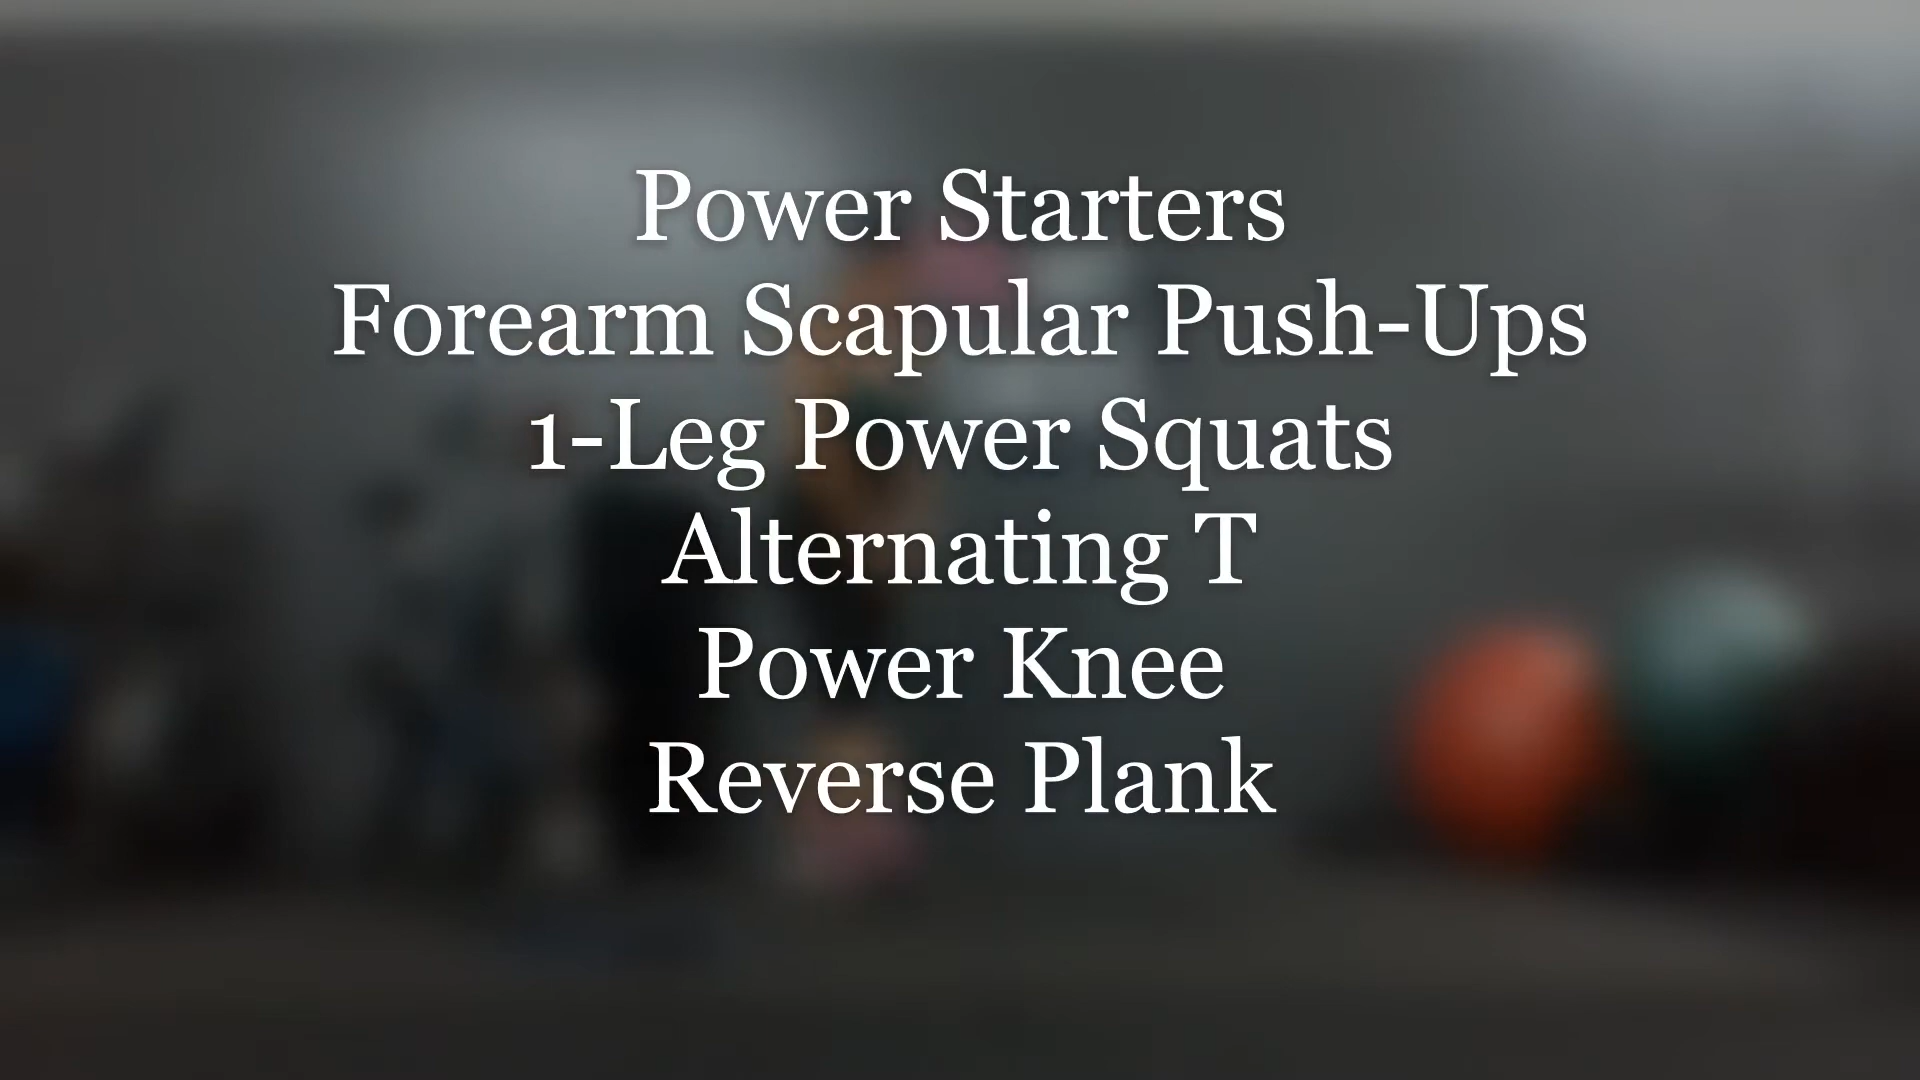 Power Starters
Forearm Scapular Push-Ups
1-Leg Power Squats
Alternating T
Power Knee
Reverse Plank